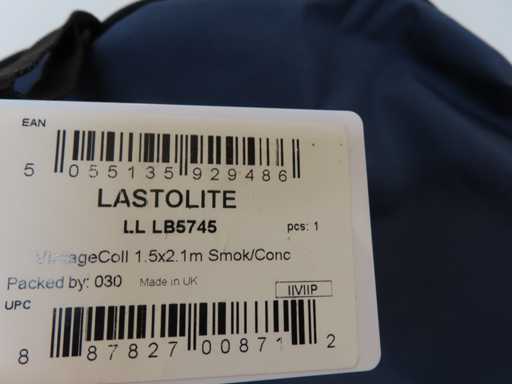 EAN
5 055135 929486
LASTOLITE
LL LB5745 pcs: 1
VintageColl 1.5x2.1m Smok/Conc
Packed by: 030 Made in UK
IIVIIP
UPC
8 87827 00871 2